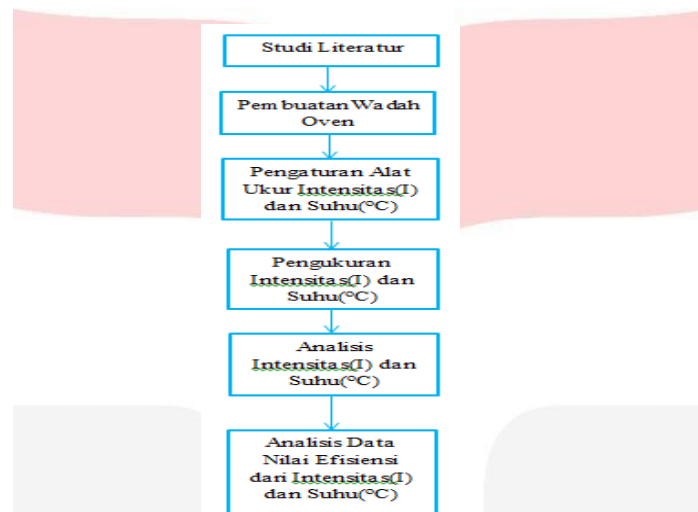 Studi Literatur
Pembuatan Wadah
Oven
Pengaturan Alat
Ukur Intensitas(I)
dan Suhu(°C)
Pengukuran
Intensitas(I) dan
Suhu(°C)
Analisis
Intensitas(I) dan
Suhu(°C)
Analisis Data
Nilai Efisiensi
dari Intensitas(I)
dan Suhu(°C)